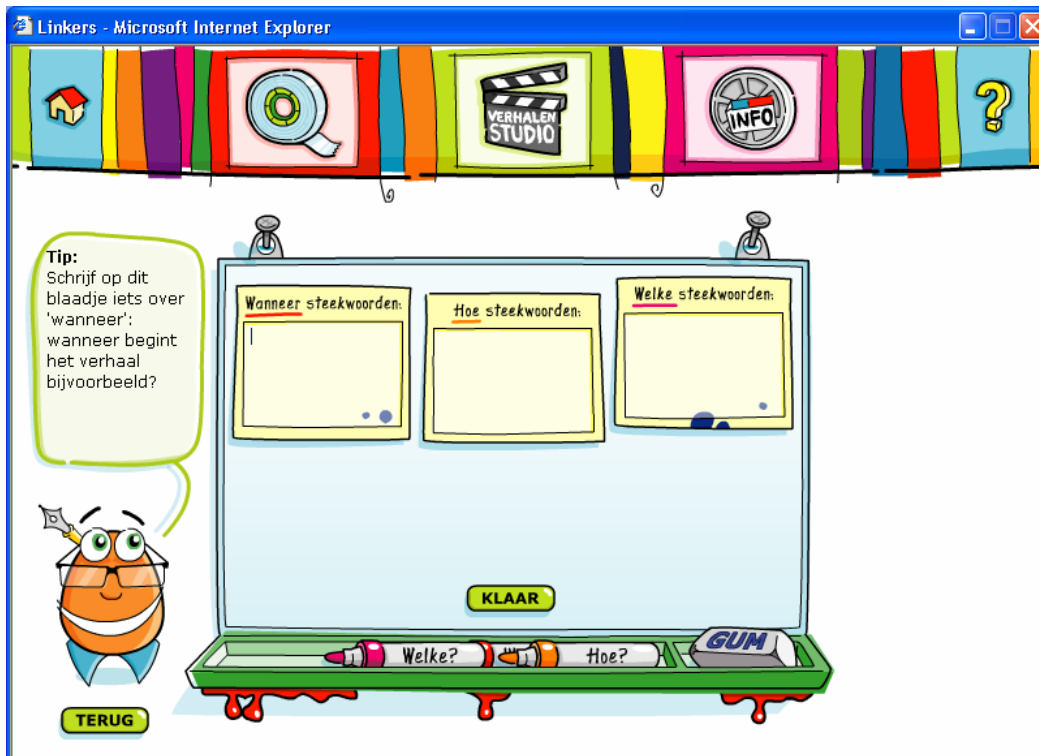 Linkers - Microsoft Internet Explorer
VERHALEN
STUDIO
INFO
?
Tip:
Schrijf op dit
blaadje iets over
'wanneer':
wanneer begint
het verhaal
bijvoorbeeld?
Wanneer steekwoorden:
Hoe steekwoorden:
Welke steekwoorden:
KLAAR
Welke?
Hoe?
GUM
TERUG